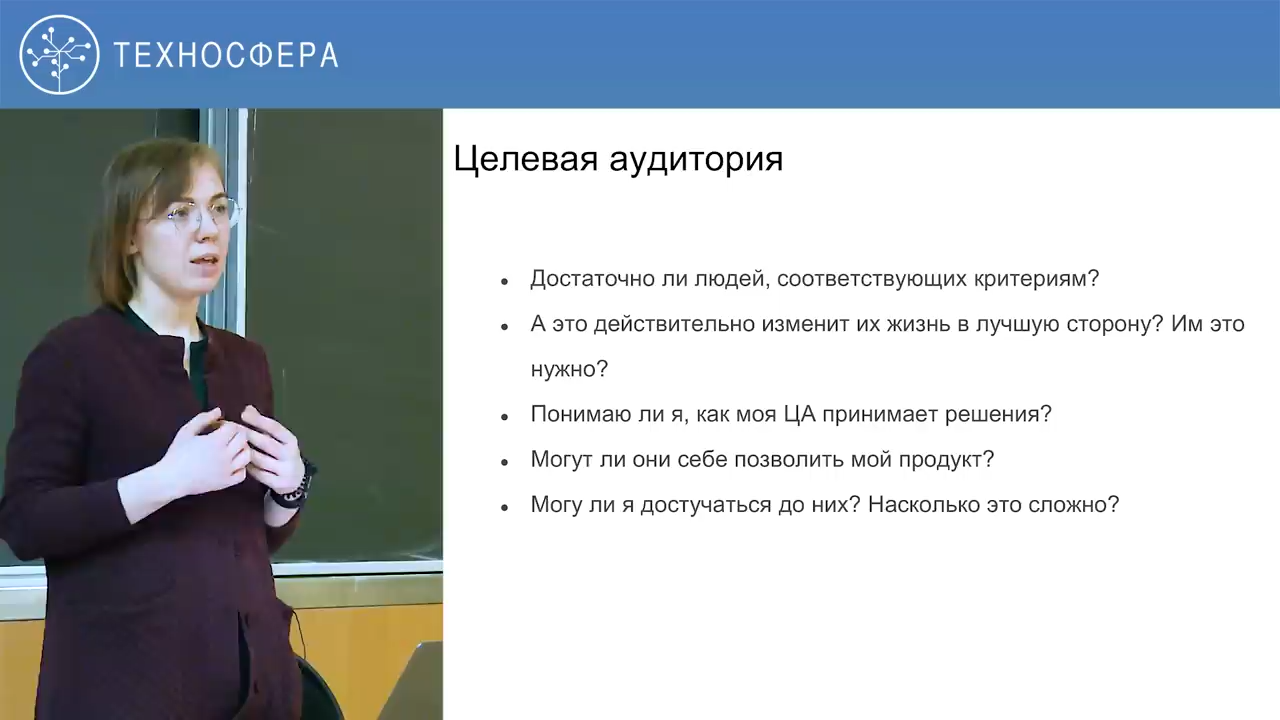 ТЕХНОСФЕРА
Целевая аудитория
Достаточно ли людей, соответствующих критериям?
А это действительно изменит их жизнь в лучшую сторону? Им это
нужно?
Понимаю ли я, как моя ЦА принимает решения?
Могут ли они себе позволить мой продукт?
Могу ли я достучаться до них? Насколько это сложно?